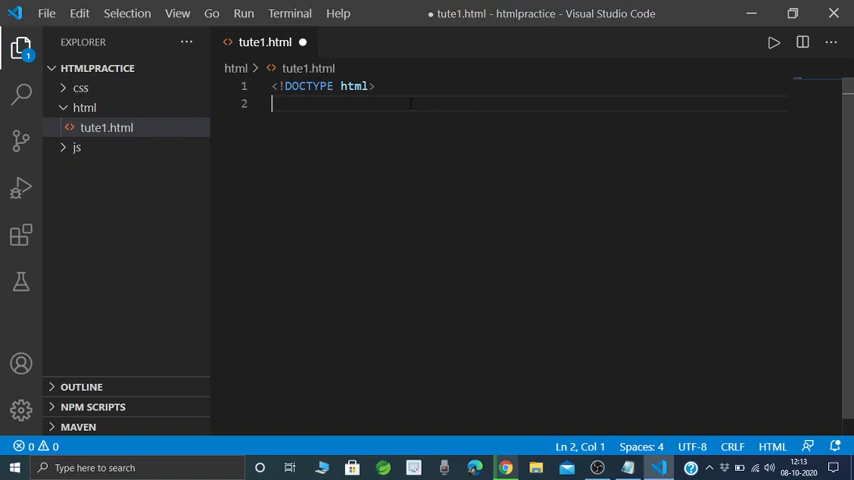 File Edit Selection View Go Run Terminal Help ● tute1.html - htmlpractice - Visual Studio Code
EXPLORER
tute1.html
HTMLPRACTICE
css
html
tute1.html
js
html > tute1.html
1 <!DOCTYPE html>
2
OUTLINE
NPM SCRIPTS
MAVEN
0 0 Ln 2, Col 1 Spaces: 4 UTF-8 CRLF HTML
Type here to search
12:13
08-10-2020
1